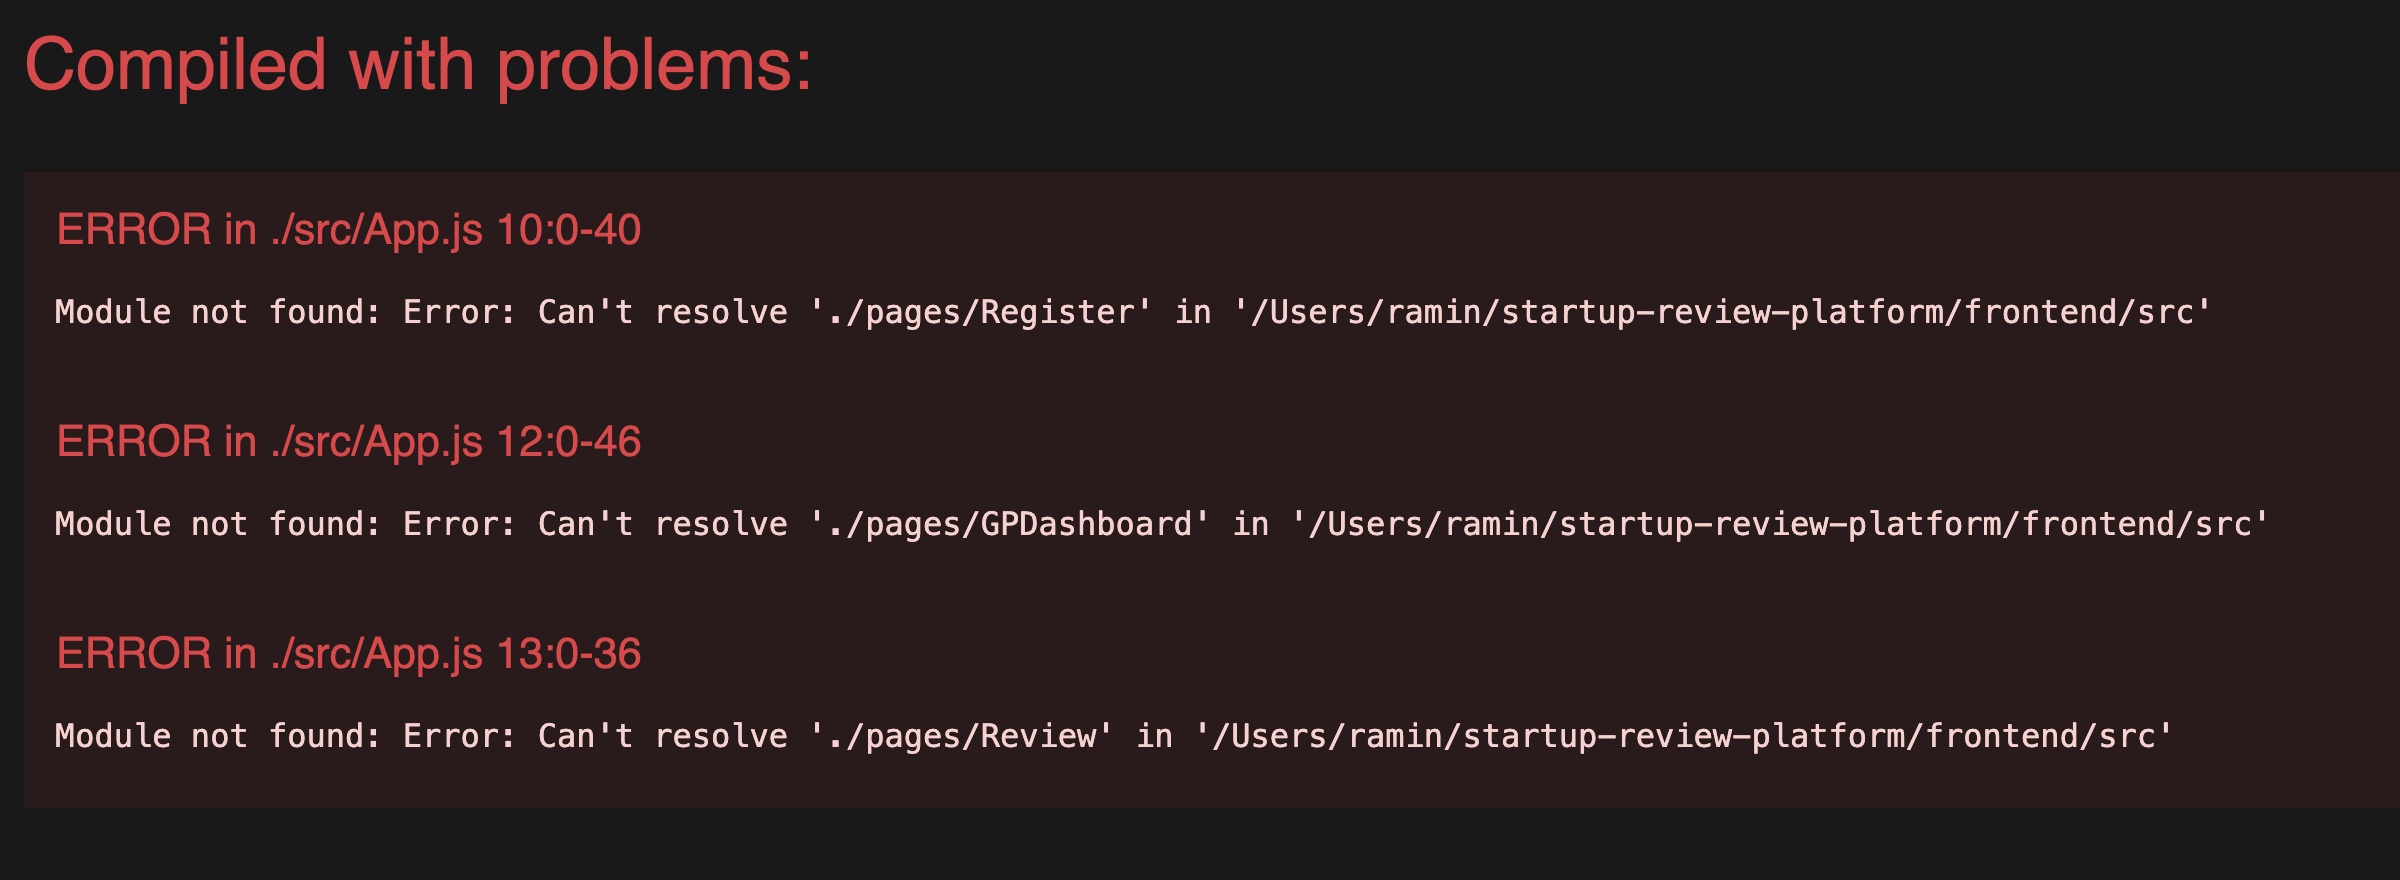 Compiled with problems:
ERROR in ./src/App.js 10:0-40
Module not found: Error: Can't resolve './pages/Register' in '/Users/ramin/startup-review-platform/frontend/src'
ERROR in ./src/App.js 12:0-46
Module not found: Error: Can't resolve './pages/GPDashboard' in '/Users/ramin/startup-review-platform/frontend/src'
ERROR in ./src/App.js 13:0-36
Module not found: Error: Can't resolve './pages/Review' in '/Users/ramin/startup-review-platform/frontend/src'